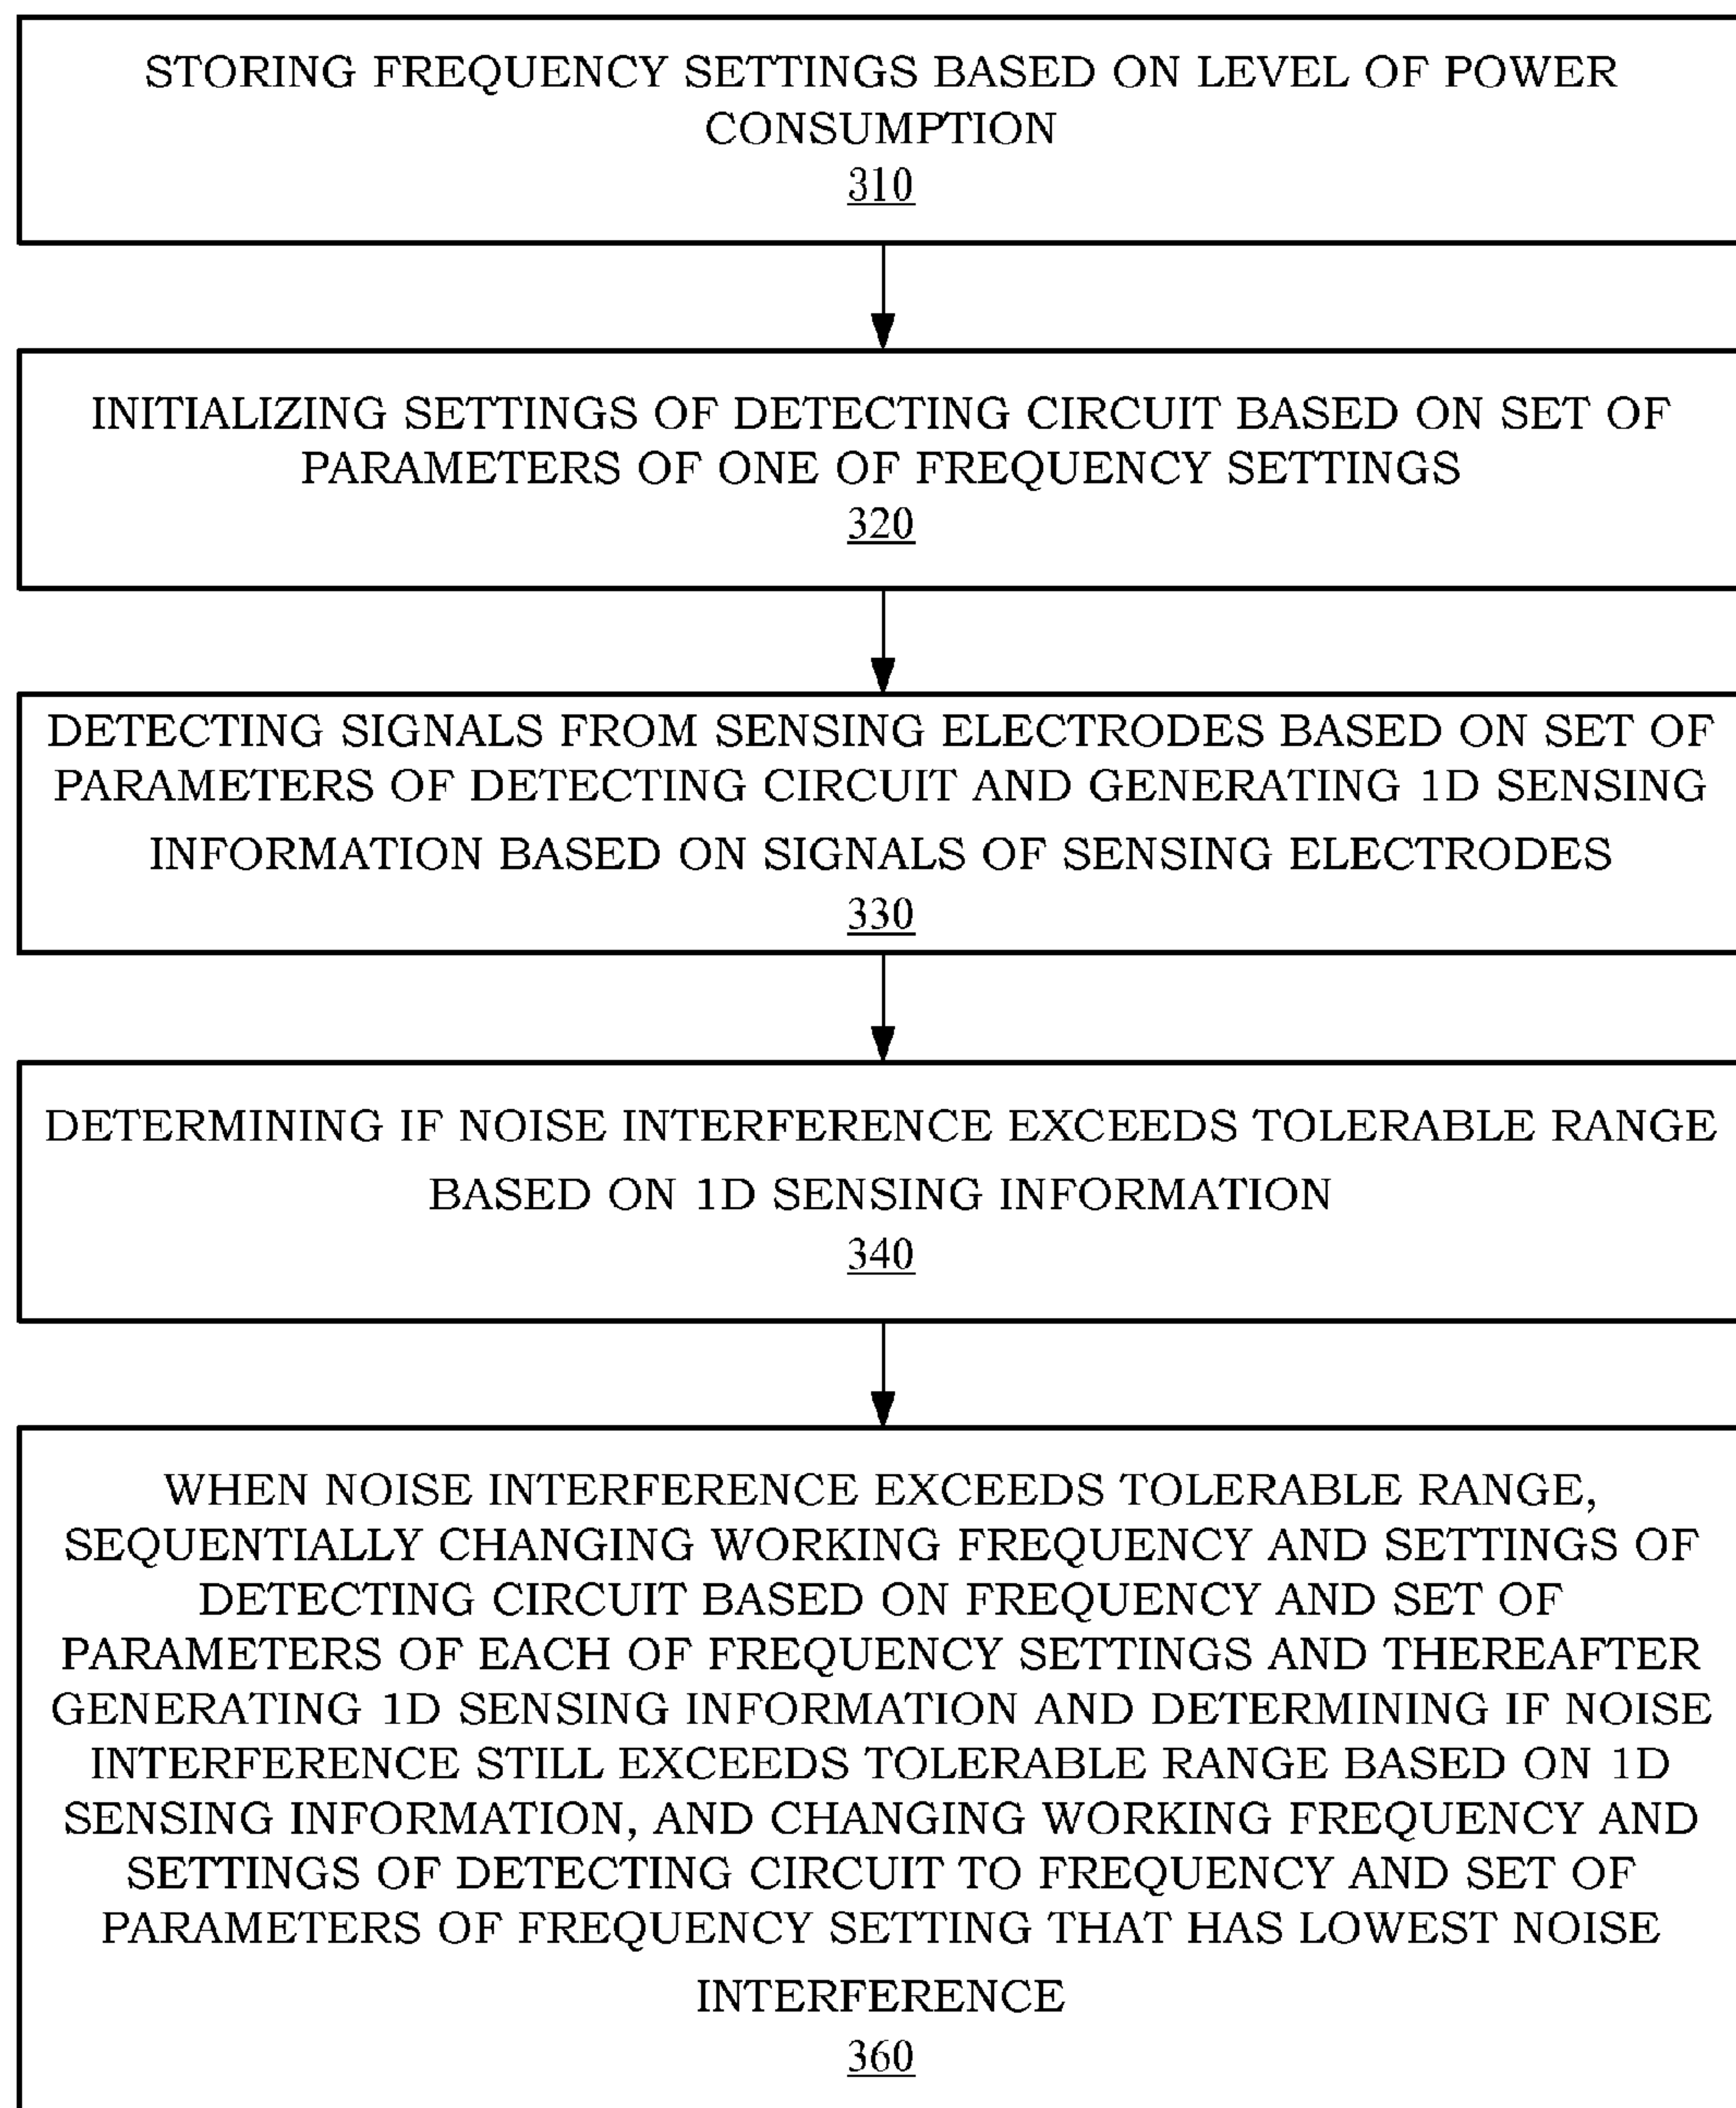 STORING FREQUENCY SETTINGS BASED ON LEVEL OF POWER
CONSUMPTION
310
INITIALIZING SETTINGS OF DETECTING CIRCUIT BASED ON SET OF
PARAMETERS OF ONE OF FREQUENCY SETTINGS
320
DETECTING SIGNALS FROM SENSING ELECTRODES BASED ON SET OF
PARAMETERS OF DETECTING CIRCUIT AND GENERATING 1D SENSING
INFORMATION BASED ON SIGNALS OF SENSING ELECTRODES
330
DETERMINING IF NOISE INTERFERENCE EXCEEDS TOLERABLE RANGE
BASED ON 1D SENSING INFORMATION
340
WHEN NOISE INTERFERENCE EXCEEDS TOLERABLE RANGE,
SEQUENTIALLY CHANGING WORKING FREQUENCY AND SETTINGS OF
DETECTING CIRCUIT BASED ON FREQUENCY AND SET OF
PARAMETERS OF EACH OF FREQUENCY SETTINGS AND THEREAFTER
GENERATING 1D SENSING INFORMATION AND DETERMINING IF NOISE
INTERFERENCE STILL EXCEEDS TOLERABLE RANGE BASED ON 1D
SENSING INFORMATION, AND CHANGING WORKING FREQUENCY AND
SETTINGS OF DETECTING CIRCUIT TO FREQUENCY AND SET OF
PARAMETERS OF FREQUENCY SETTING THAT HAS LOWEST NOISE
INTERFERENCE
360